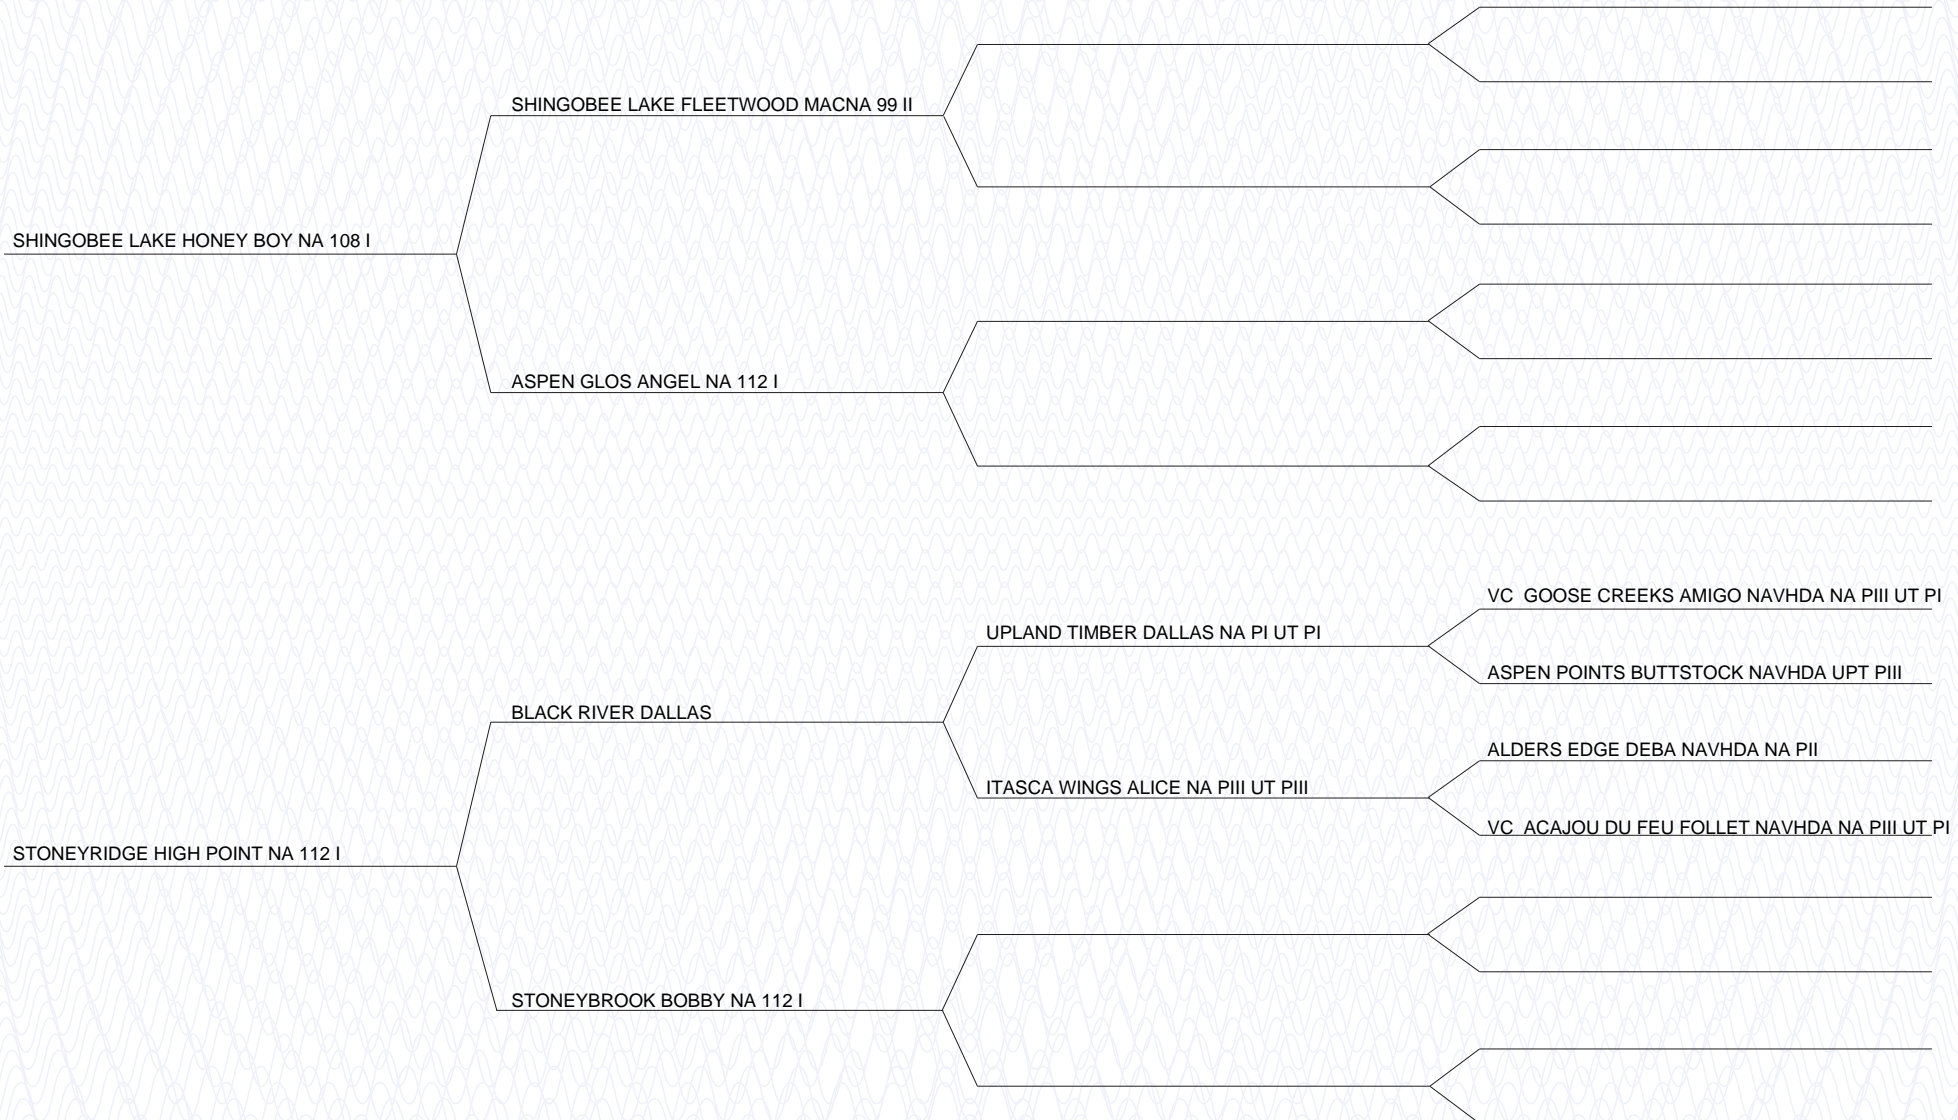 SHINGOBEE LAKE HONEY BOY NA 108 I
SHINGOBEE LAKE FLEETWOOD MACNA 99 II
ASPEN GLOS ANGEL NA 112 I
STONEYRIDGE HIGH POINT NA 112 I
BLACK RIVER DALLAS
UPLAND TIMBER DALLAS NA PI UT PI
VC  GOOSE CREEKS AMIGO NAVHDA NA PIII UT PI
ASPEN POINTS BUTTSTOCK NAVHDA UPT PIII
ITASCA WINGS ALICE NA PIII UT PIII
ALDERS EDGE DEBA NAVHDA NA PII
VC  ACAJOU DU FEU FOLLET NAVHDA NA PIII UT PI
STONEYBROOK BOBBY NA 112 I